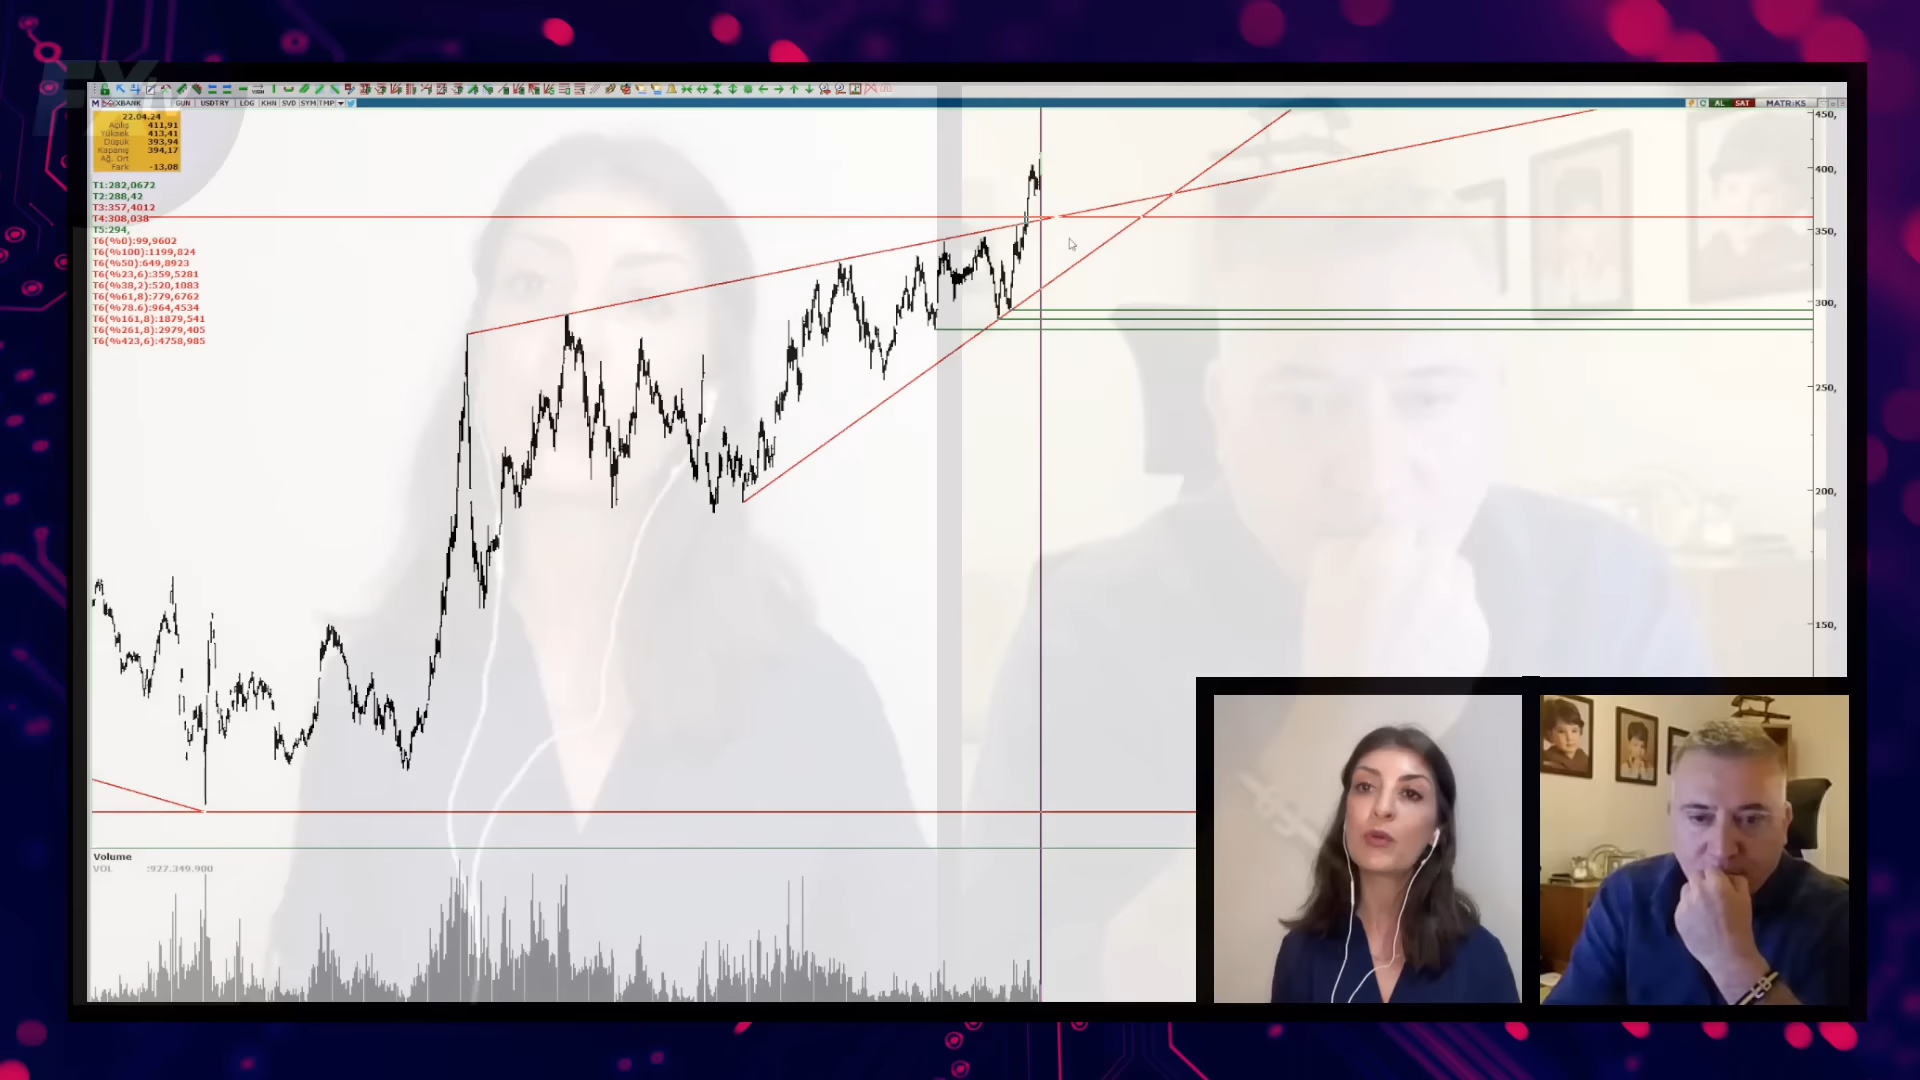 FX
XBANK GUN USDTRY LOG KHN SVD SYM TMP
AL SAT MATRiKS
22.04.24
Açılış 411,91
Yüksek 413,41
Düşük 393,94
Kapanış 394,17
Ağ. Ort
Fark -13,08
T1:282,0672
T2:288,42
T3:357,4012
T4:308,038
T5:294,
T6(%0):99,9602
T6(%100):1199,824
T6(%50):649,8923
T6(%23,6):359,5281
T6(%38,2):520,1083
T6(%61,8):779,6762
T6(%78.6):964,4534
T6(%161,8):1879,541
T6(%261,8):2979,405
T6(%423,6):4758,985
450,
400,
350,
300,
250,
200,
150,
Volume
VOL :927.349.900